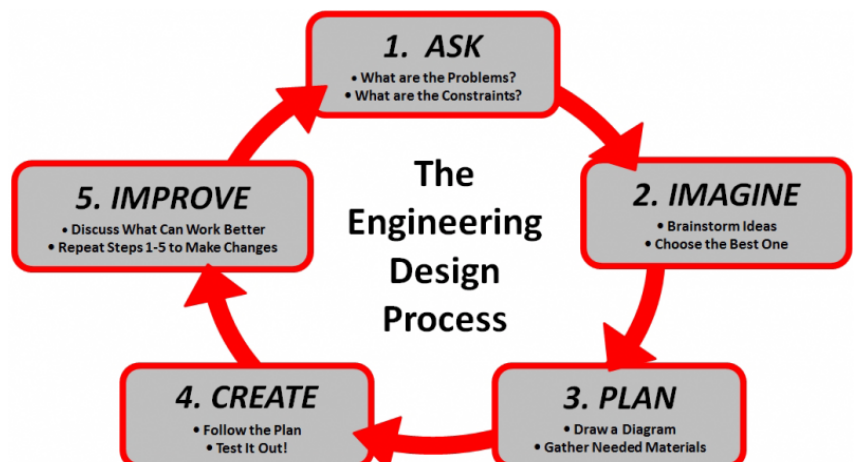 1. ASK
• What are the Problems?
• What are the Constraints?
The
Engineering
Design
Process
2. IMAGINE
• Brainstorm Ideas
• Choose the Best One
3. PLAN
• Draw a Diagram
• Gather Needed Materials
4. CREATE
• Follow the Plan
• Test It Out!
5. IMPROVE
• Discuss What Can Work Better
• Repeat Steps 1-5 to Make Changes